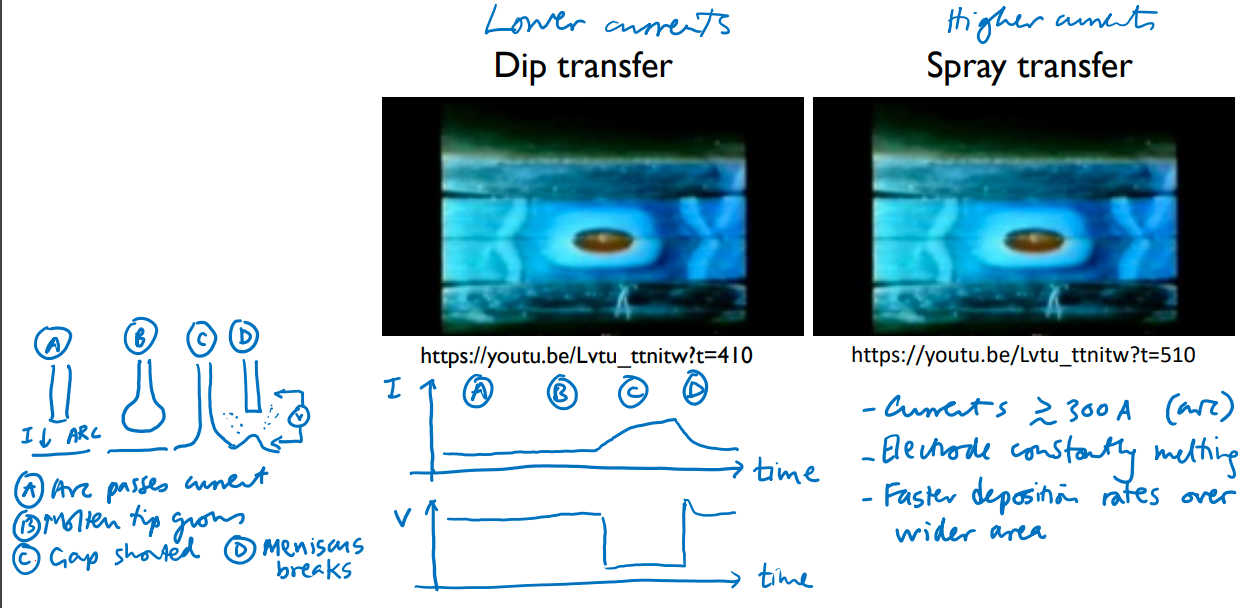 Lower currents
Dip transfer
https://youtu.be/Lvtu_ttnitw?t=410
Higher currents
Spray transfer
https://youtu.be/Lvtu_ttnitw?t=510
A B C D
I ↓ ARC
V
Ⓐ Arc passes current
Ⓑ Molten tip grows
Ⓒ Gap shorted Ⓓ Meniscus
breaks
I A B C D
time
V
time
- Currents ≳ 300 A (arc)
- Electrode constantly melting
- Faster deposition rates over
wider area